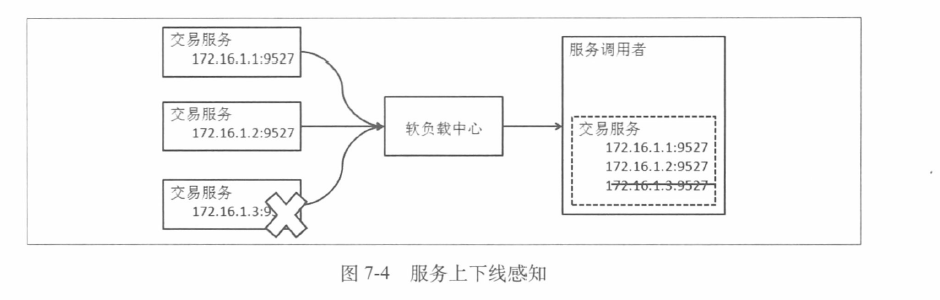 交易服务
172.16.1.1:9527
交易服务
172.16.1.2:9527
交易服务
172.16.1.3:9
软负载中心
服务调用者
交易服务
172.16.1.1:9527
172.16.1.2:9527
172.16.1.3:9527
图 7-4 服务上下线感知